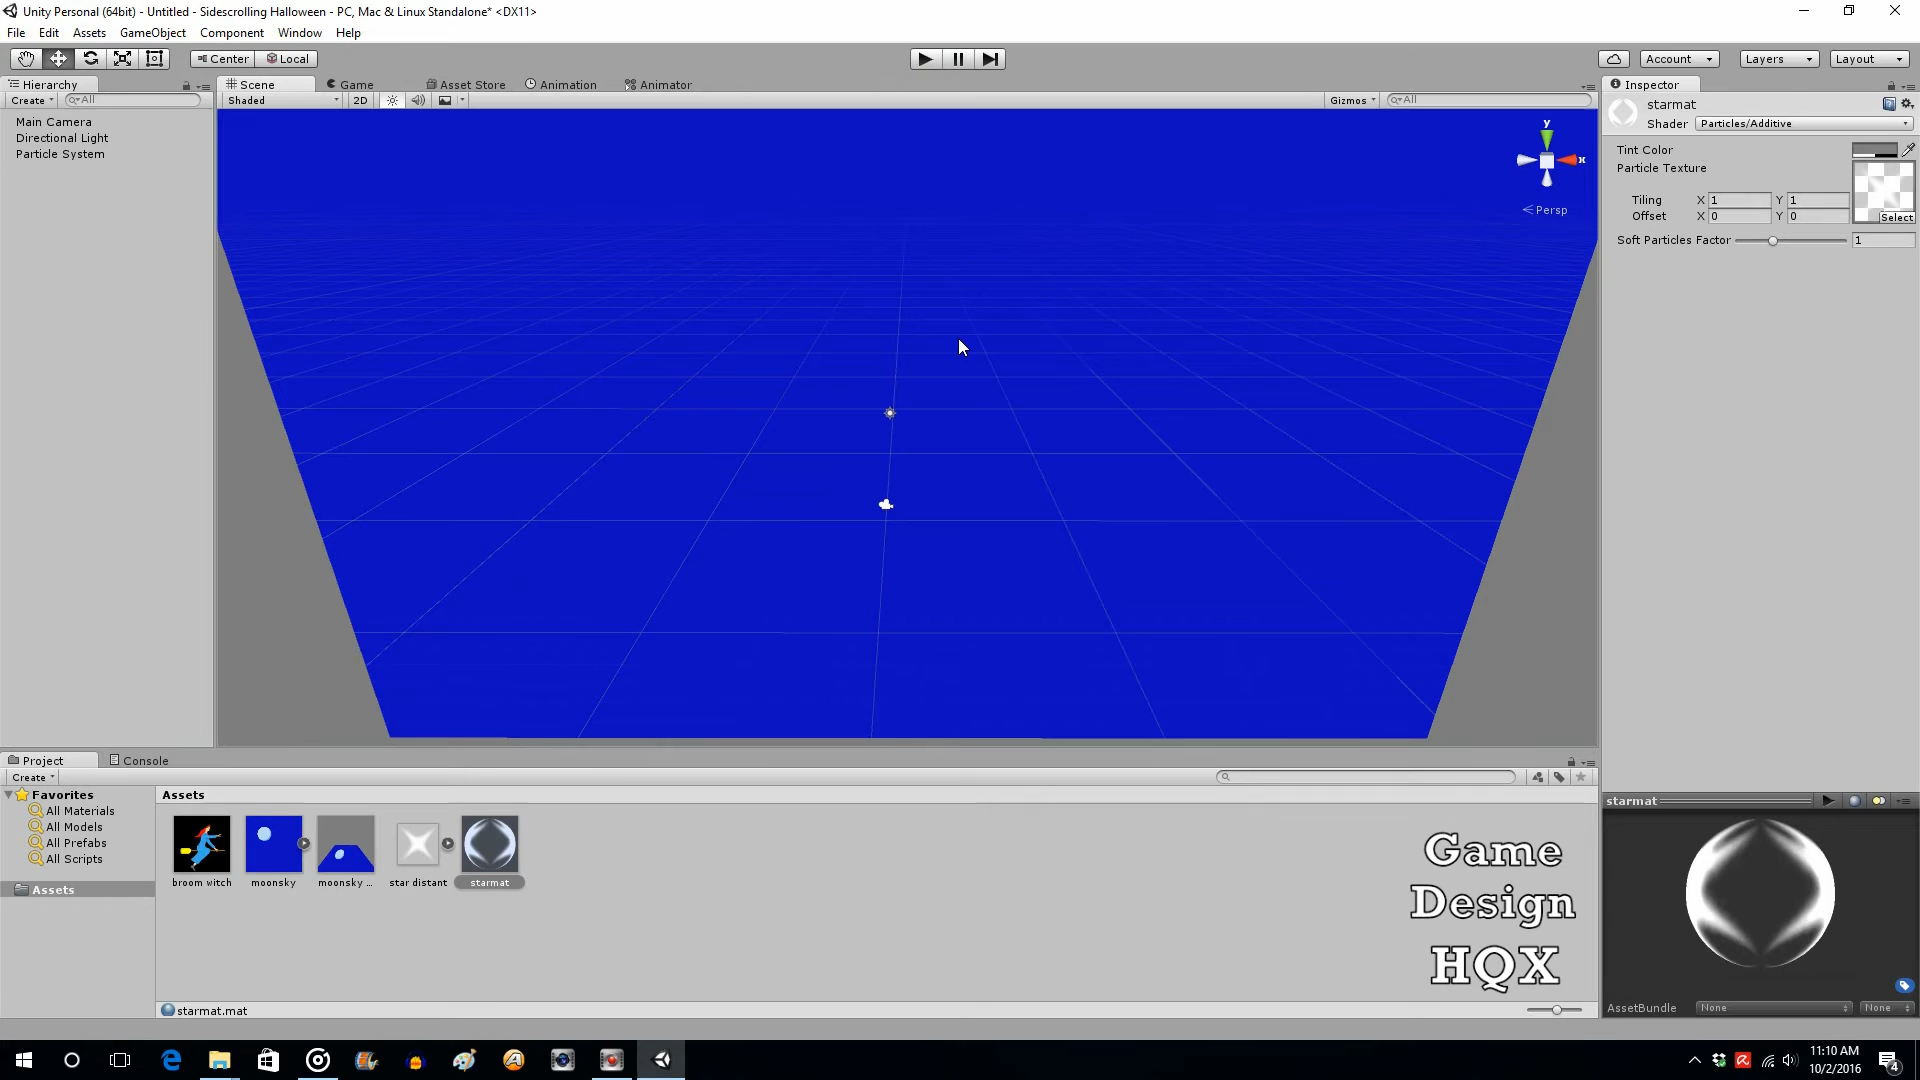 Unity Personal (64bit) - Untitled - Sidescrolling Halloween - PC, Mac & Linux Standalone* <DX11>
File Edit Assets GameObject Component Window Help
Center Local
Account Layers Layout
Hierarchy
Scene Game Asset Store Animation Animator
Inspector
Create All
Shaded 2D
Gizmos All
Main Camera
Directional Light
Particle System
y
x
Persp
starmat
Shader Particles/Additive
Tint Color
Particle Texture
Tiling X 1 Y 1
Offset X 0 Y 0
Select
Soft Particles Factor 1
Project Console
Create
Favorites
All Materials
All Models
All Prefabs
All Scripts
Assets
Assets
broom witch
moonsky
moonsky ...
star distant
starmat
Game
Design
HQX
starmat.mat
starmat
AssetBundle None None
11:10 AM
10/2/2016
4